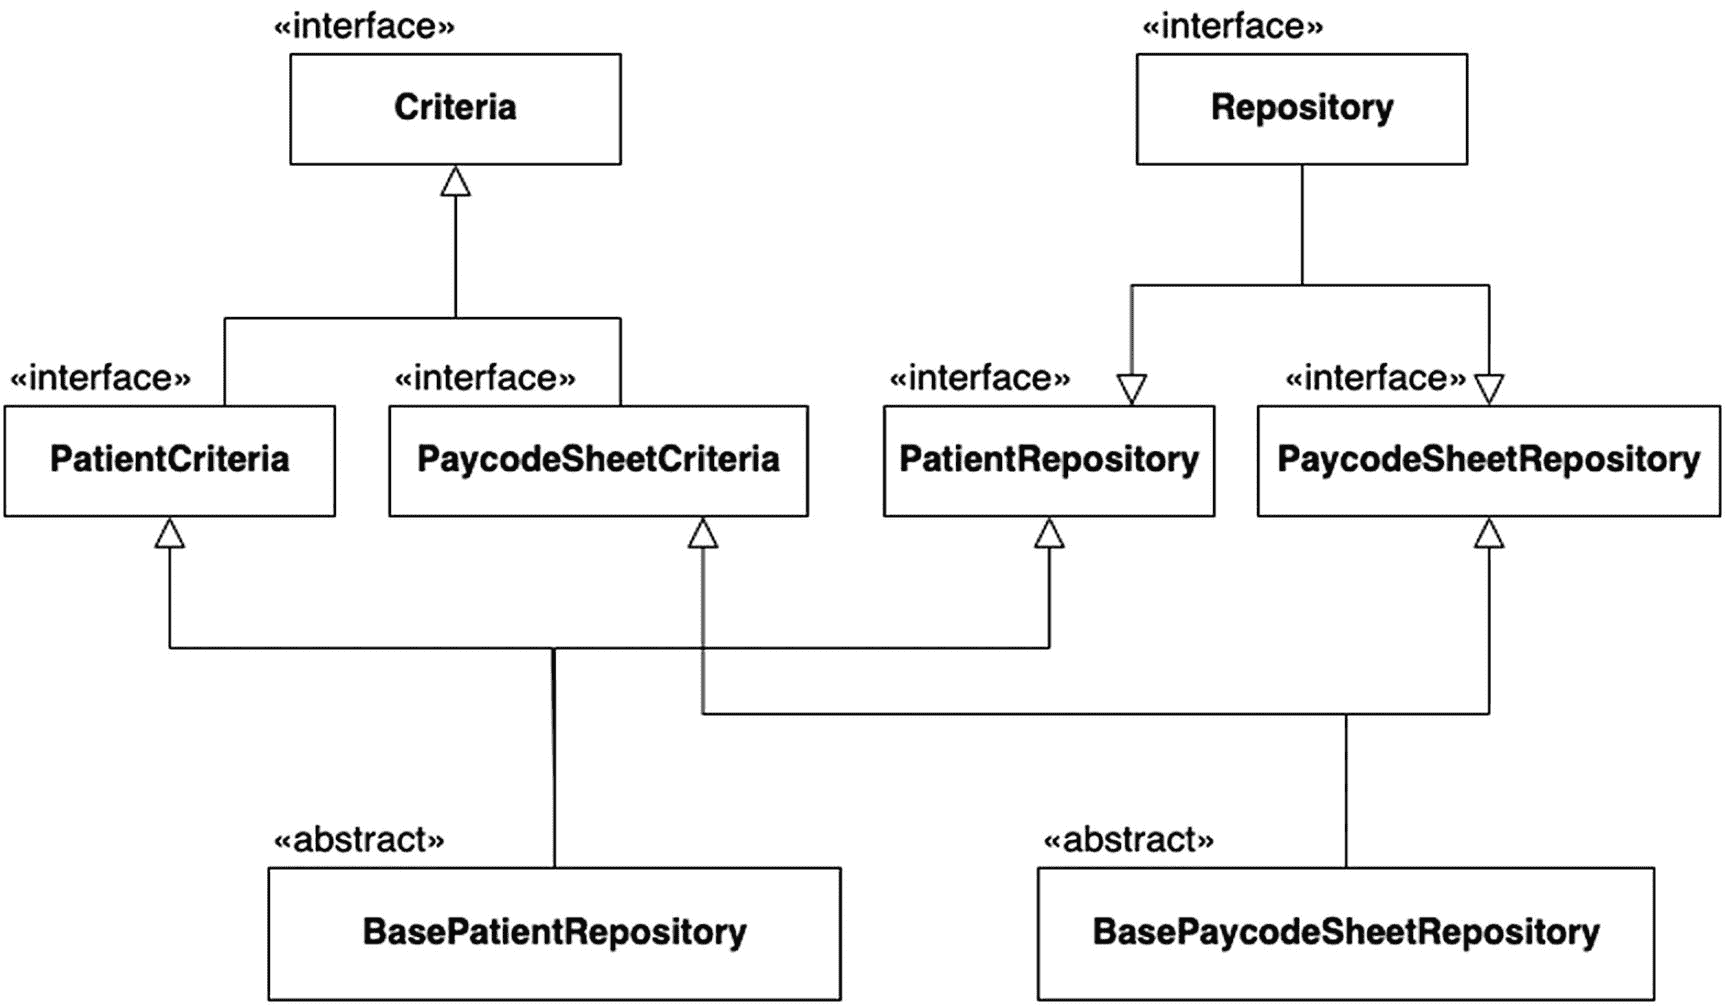 «interface»
Criteria
«interface»
Repository
«interface»
PatientCriteria
«interface»
PaycodeSheetCriteria
«interface»
PatientRepository
«interface»
PaycodeSheetRepository
«abstract»
BasePatientRepository
«abstract»
BasePaycodeSheetRepository